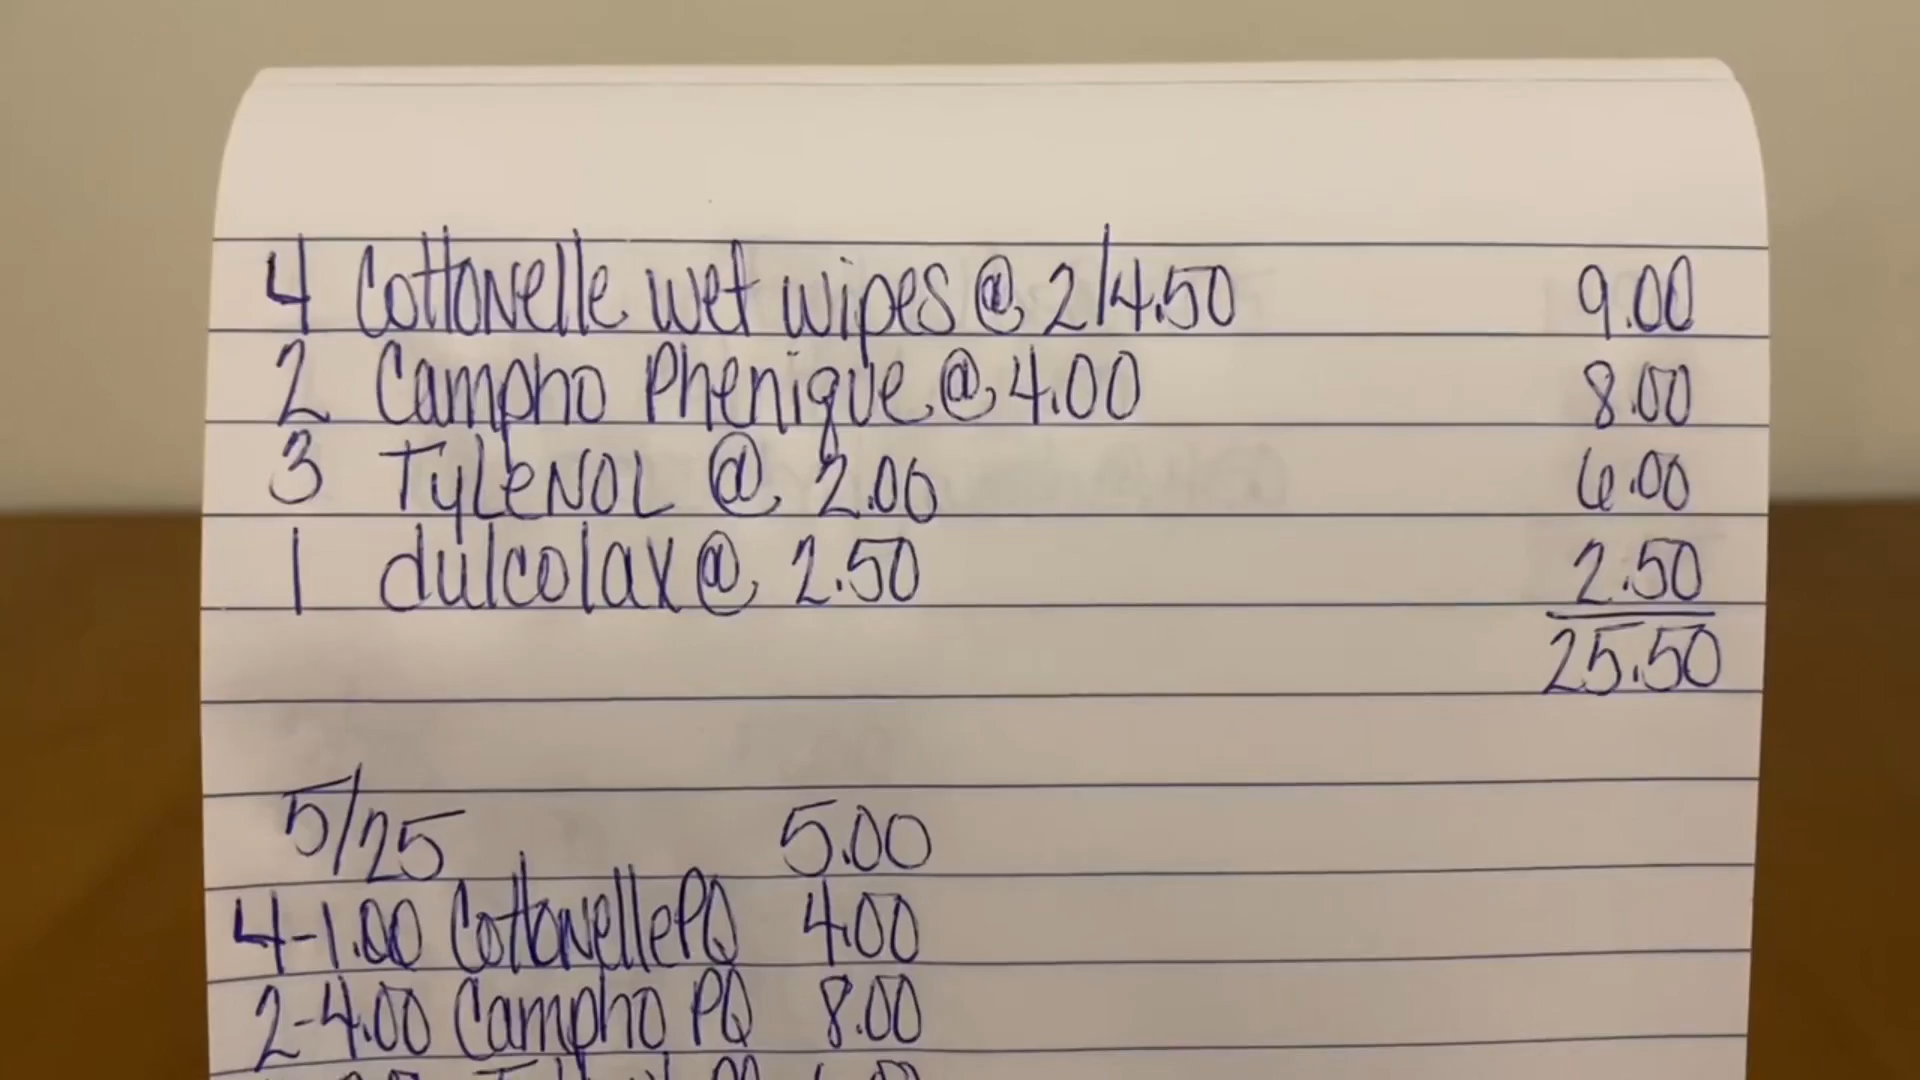 4 Cottonelle wet wipes @ 2/4.50 9.00
2 Campho Phenique @ 4.00 8.00
3 TYLENOL @ 2.00 6.00
1 dulcolax @ 2.50 2.50
25.50
5/25 5.00
4-1.00 Cottonelle PQ 4.00
2-4.00 Campho PQ 8.00